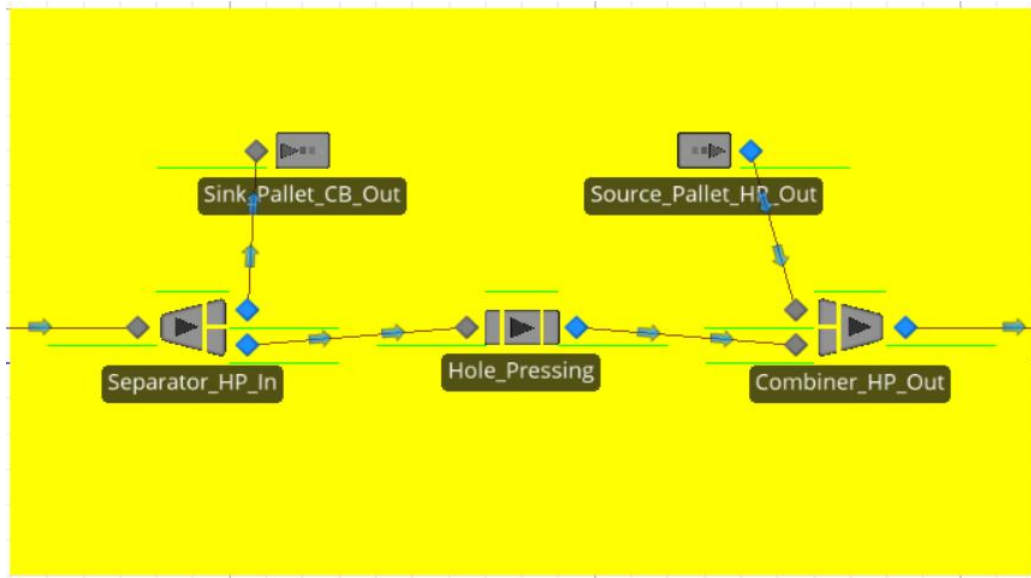 Sink_Pallet_CB_Out
Source_Pallet_HP_Out
Separator_HP_In
Hole_Pressing
Combiner_HP_Out